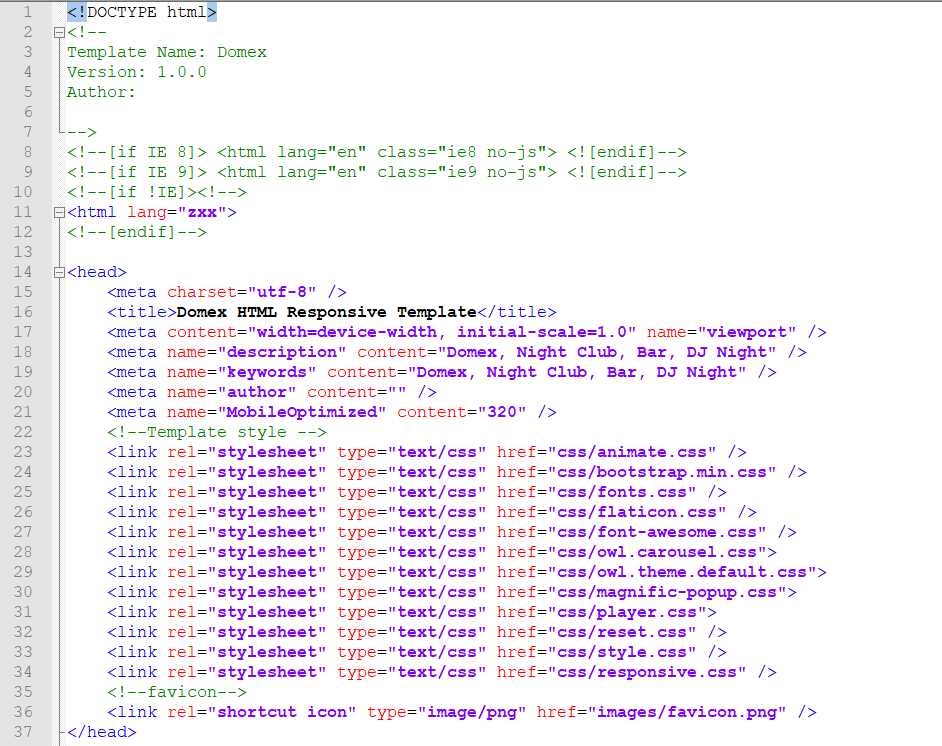 1 <!DOCTYPE html>
2 <!--
3 Template Name: Domex
4 Version: 1.0.0
5 Author:
6
7 -->
8 <!--[if IE 8]> <html lang="en" class="ie8 no-js"> <![endif]-->
9 <!--[if IE 9]> <html lang="en" class="ie9 no-js"> <![endif]-->
10 <!--[if !IE]><!-->
11 <html lang="zxx">
12 <!--[endif]-->
13
14 <head>
15     <meta charset="utf-8" />
16     <title>Domex HTML Responsive Template</title>
17     <meta content="width=device-width, initial-scale=1.0" name="viewport" />
18     <meta name="description" content="Domex, Night Club, Bar, DJ Night" />
19     <meta name="keywords" content="Domex, Night Club, Bar, DJ Night" />
20     <meta name="author" content="" />
21     <meta name="MobileOptimized" content="320" />
22     <!--Template style -->
23     <link rel="stylesheet" type="text/css" href="css/animate.css" />
24     <link rel="stylesheet" type="text/css" href="css/bootstrap.min.css" />
25     <link rel="stylesheet" type="text/css" href="css/fonts.css" />
26     <link rel="stylesheet" type="text/css" href="css/flaticon.css" />
27     <link rel="stylesheet" type="text/css" href="css/font-awesome.css" />
28     <link rel="stylesheet" type="text/css" href="css/owl.carousel.css">
29     <link rel="stylesheet" type="text/css" href="css/owl.theme.default.css">
30     <link rel="stylesheet" type="text/css" href="css/magnific-popup.css">
31     <link rel="stylesheet" type="text/css" href="css/player.css">
32     <link rel="stylesheet" type="text/css" href="css/reset.css" />
33     <link rel="stylesheet" type="text/css" href="css/style.css" />
34     <link rel="stylesheet" type="text/css" href="css/responsive.css" />
35     <!--favicon-->
36     <link rel="shortcut icon" type="image/png" href="images/favicon.png" />
37 </head>